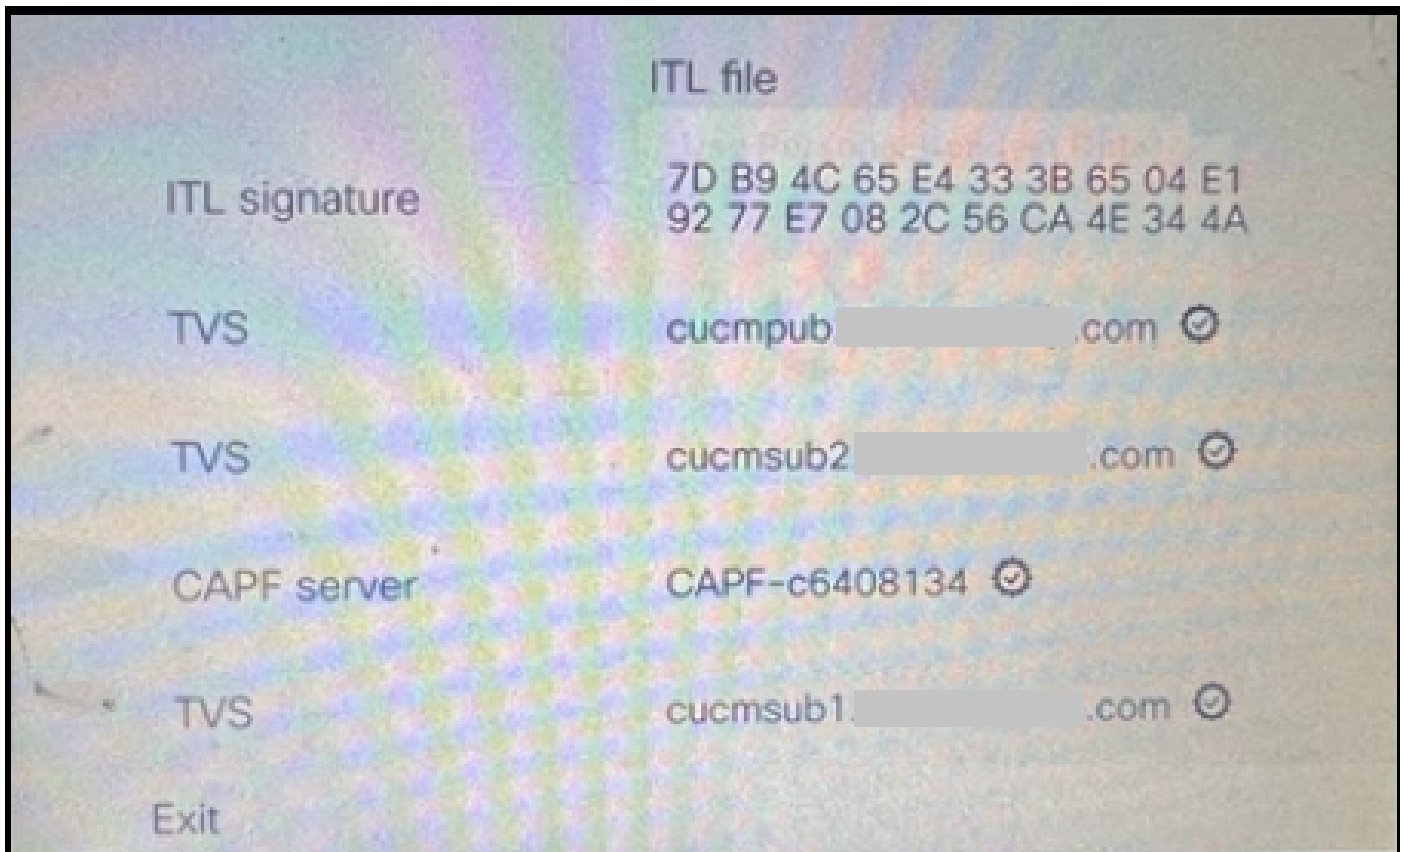 ITL file
ITL signature 7D B9 4C 65 E4 33 3B 65 04 E1
92 77 E7 08 2C 56 CA 4E 34 4A
TVS cucmpub .com
TVS cucmsub2 .com
CAPF server CAPF-c6408134
TVS cucmsub1. .com
Exit